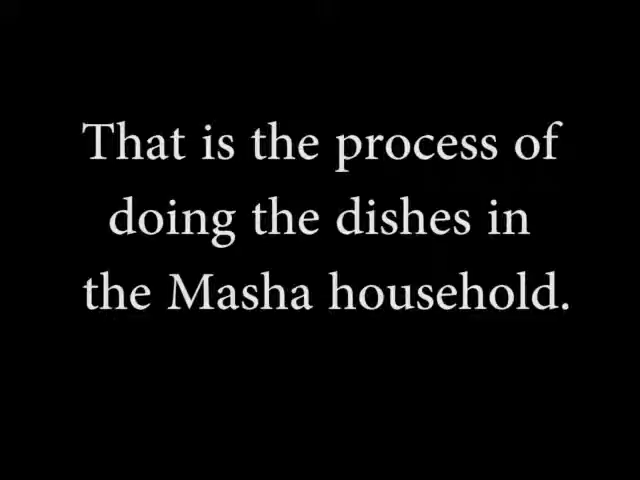 That is the process of
doing the dishes in
the Masha household.